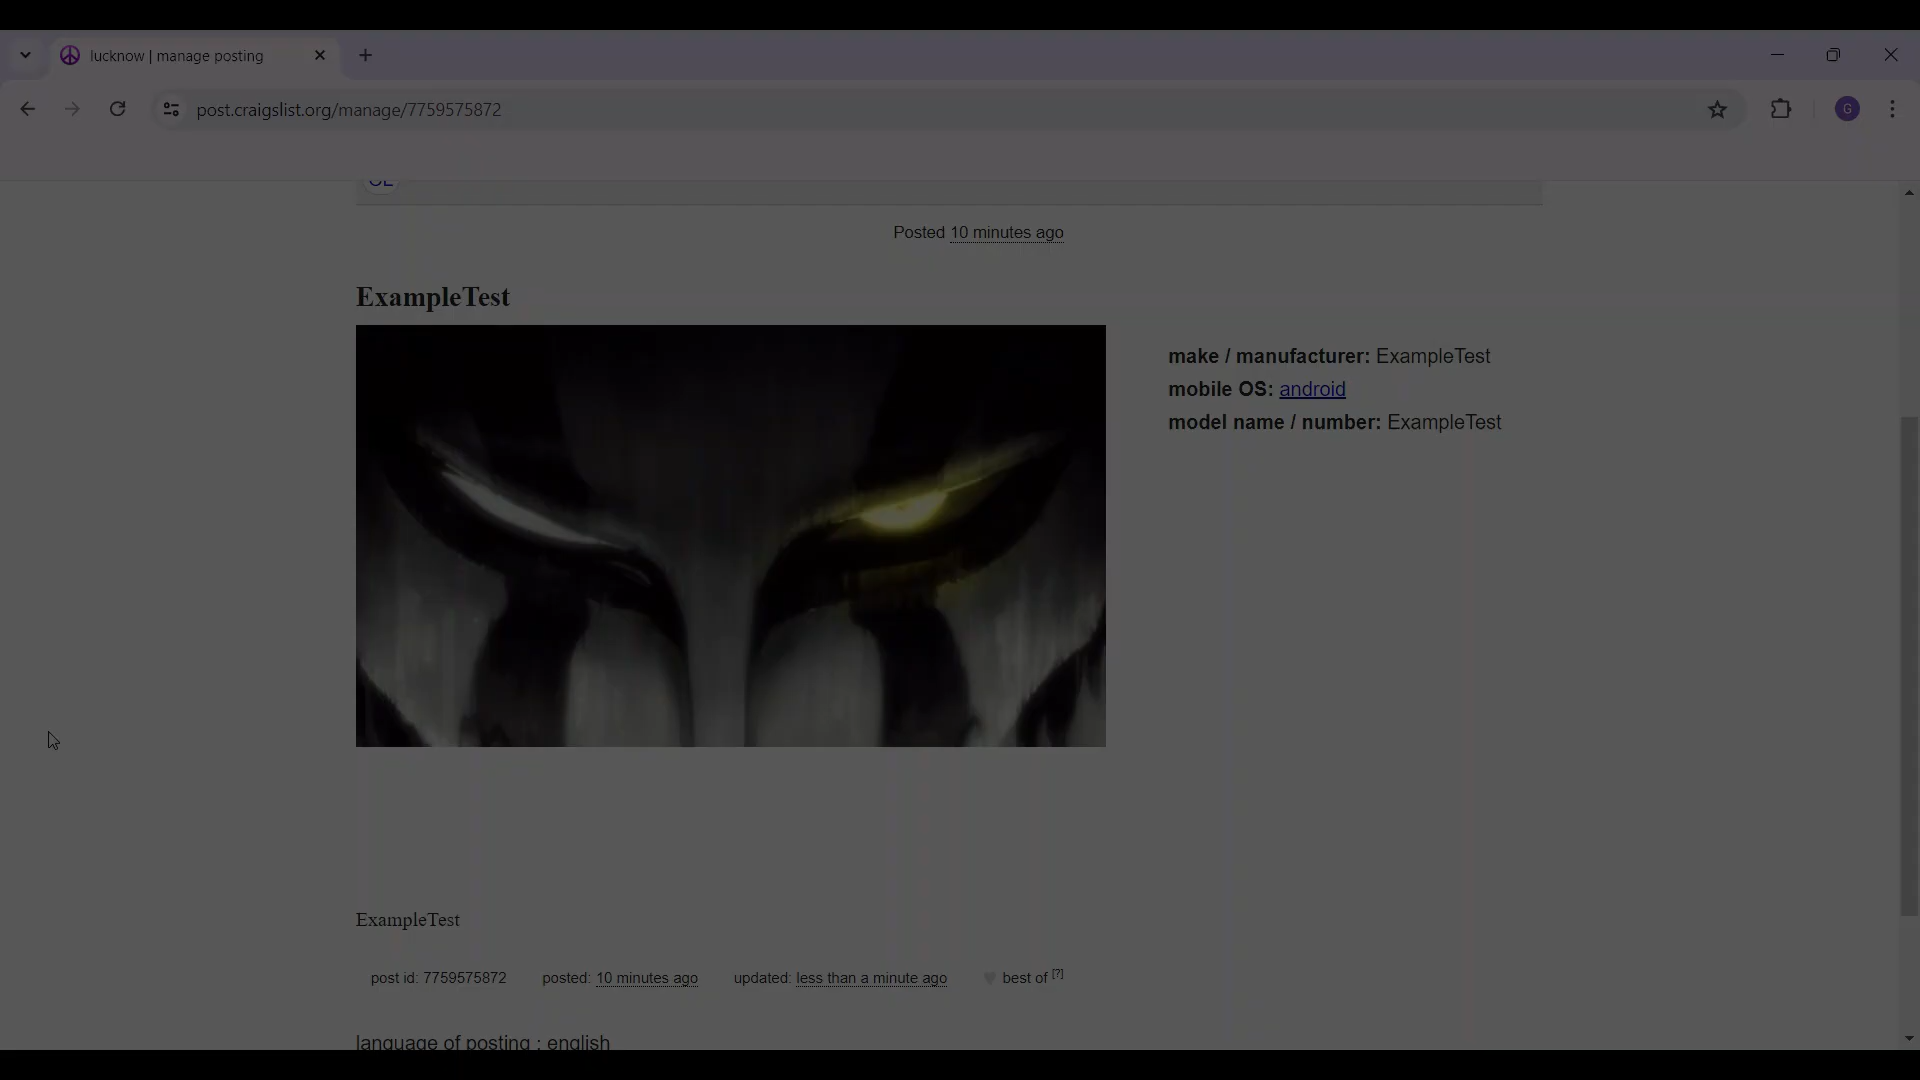 lucknow | manage posting
post.craigslist.org/manage/7759575872
G
CL
Posted 10 minutes ago
ExampleTest
make / manufacturer: ExampleTest
mobile OS: android
model name / number: ExampleTest
ExampleTest
post id: 7759575872 posted: 10 minutes ago updated: less than a minute ago ♥ best of [?]
language of posting : english